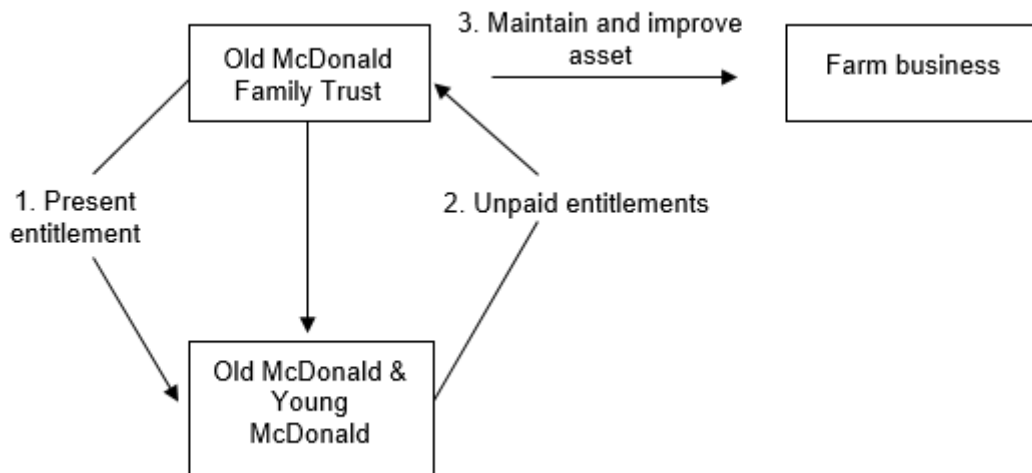 Old McDonald
Family Trust
3. Maintain and improve
asset
Farm business
1. Present
entitlement
2. Unpaid entitlements
Old McDonald &
Young
McDonald